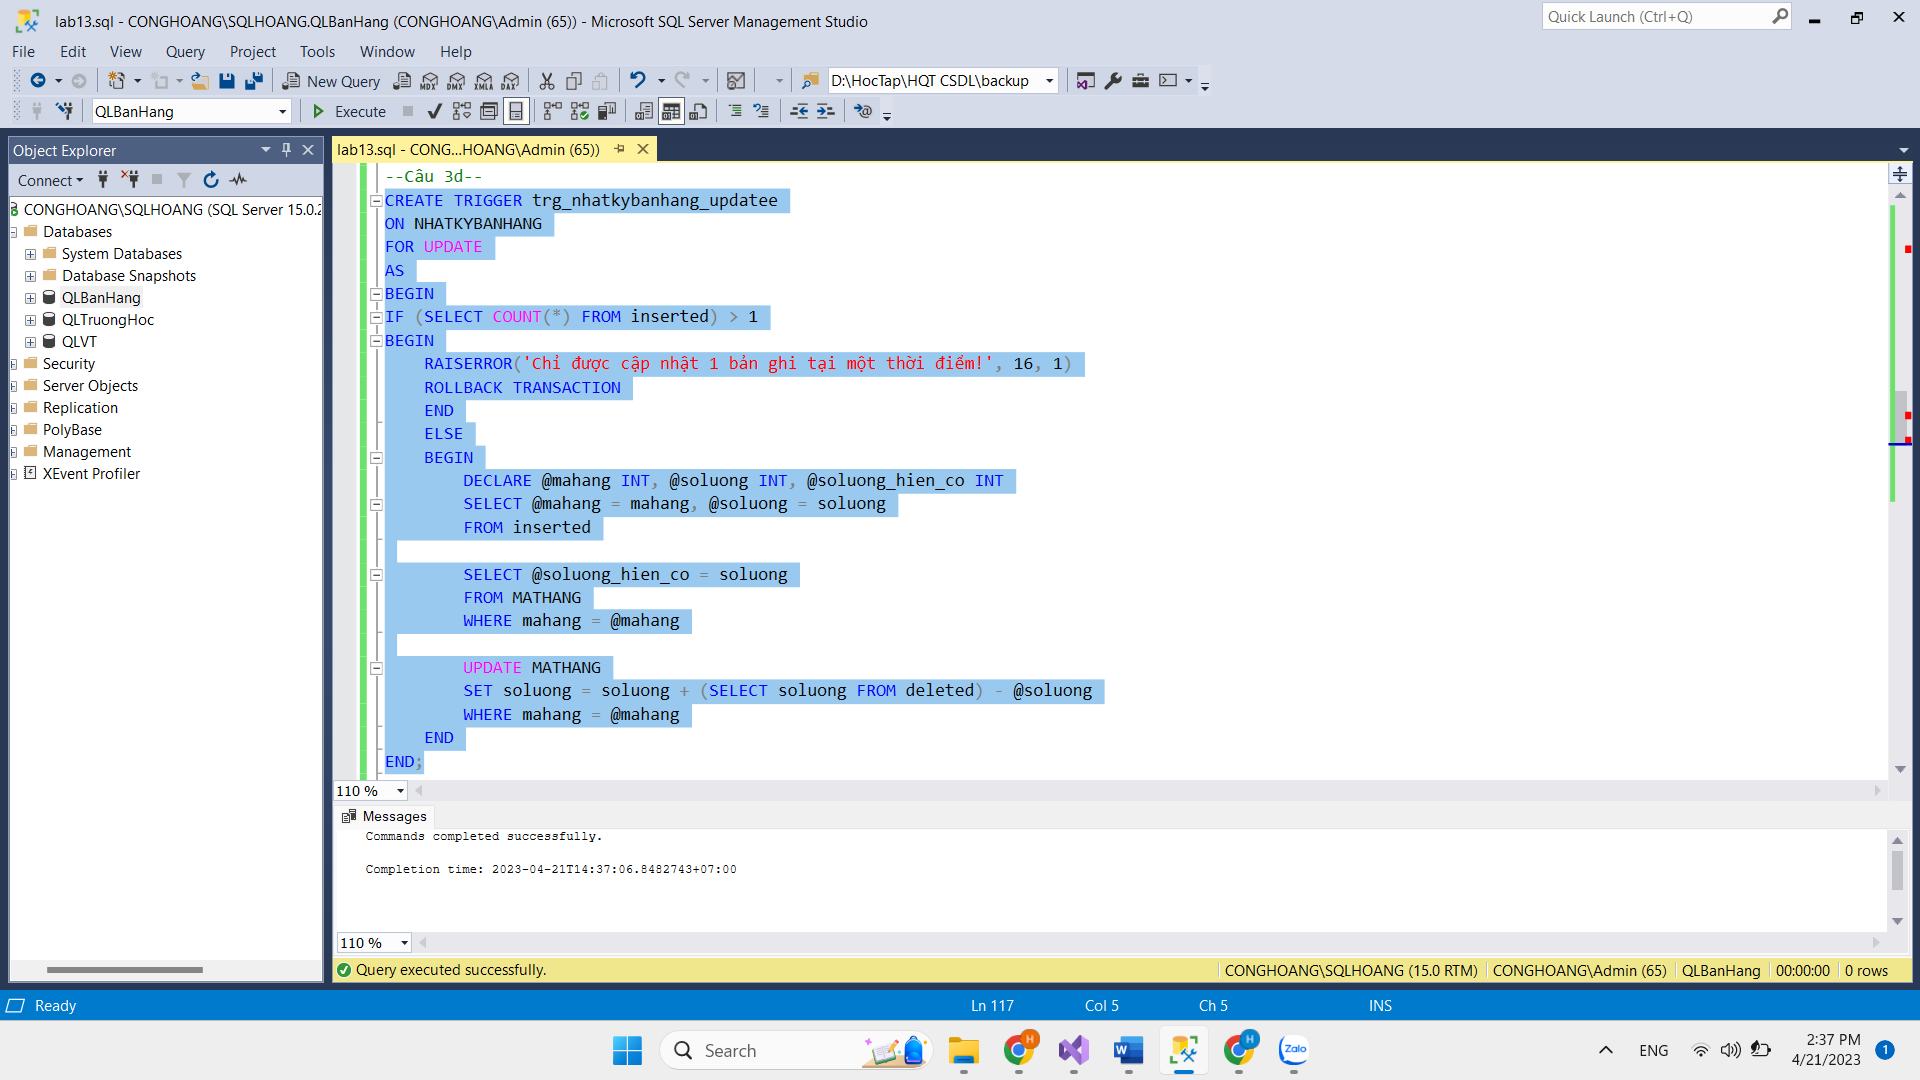 lab13.sql - CONGHOANG\SQLHOANG.QLBanHang (CONGHOANG\Admin (65)) - Microsoft SQL Server Management Studio
Quick Launch (Ctrl+Q)
File Edit View Query Project Tools Window Help
New Query
MDX DMX XMLA DAX
D:\HocTap\HQT CSDL\backup
QLBanHang
Execute
Object Explorer
Connect
CONGHOANG\SQLHOANG (SQL Server 15.0.2
Databases
System Databases
Database Snapshots
QLBanHang
QLTruongHoc
QLVT
Security
Server Objects
Replication
PolyBase
Management
XEvent Profiler
lab13.sql - CONG...HOANG\Admin (65))
--Câu 3d--
CREATE TRIGGER trg_nhatkybanhang_updatee
ON NHATKYBANHANG
FOR UPDATE
AS
BEGIN
IF (SELECT COUNT(*) FROM inserted) > 1
BEGIN
RAISERROR('Chỉ được cập nhật 1 bản ghi tại một thời điểm!', 16, 1)
ROLLBACK TRANSACTION
END
ELSE
BEGIN
DECLARE @mahang INT, @soluong INT, @soluong_hien_co INT
SELECT @mahang = mahang, @soluong = soluong
FROM inserted
SELECT @soluong_hien_co = soluong
FROM MATHANG
WHERE mahang = @mahang
UPDATE MATHANG
SET soluong = soluong + (SELECT soluong FROM deleted) - @soluong
WHERE mahang = @mahang
END
END;
110 %
Messages
Commands completed successfully.
Completion time: 2023-04-21T14:37:06.8482743+07:00
110 %
Query executed successfully.
CONGHOANG\SQLHOANG (15.0 RTM) CONGHOANG\Admin (65) QLBanHang 00:00:00 0 rows
Ready Ln 117 Col 5 Ch 5 INS
Search
H
W
H
Zalo
ENG
2:37 PM
4/21/2023
1